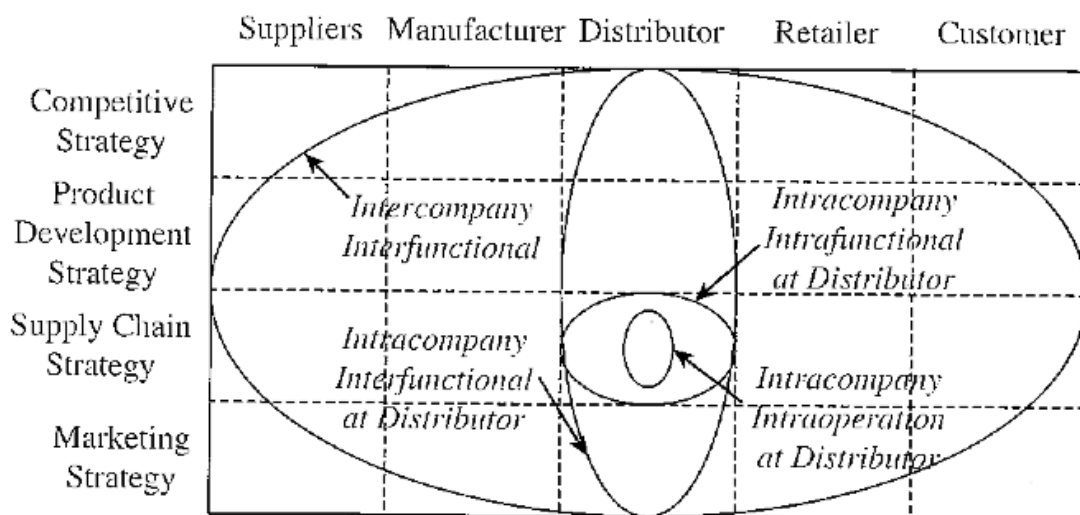 Suppliers Manufacturer Distributor Retailer Customer
Competitive
Strategy
Product
Development
Strategy
Intercompany
Interfunctional
Intracompany
Intrafunctional
at Distributor
Supply Chain
Strategy
Intracompany
Interfunctional
at Distributor
Intracompany
Intraoperation
at Distributor
Marketing
Strategy